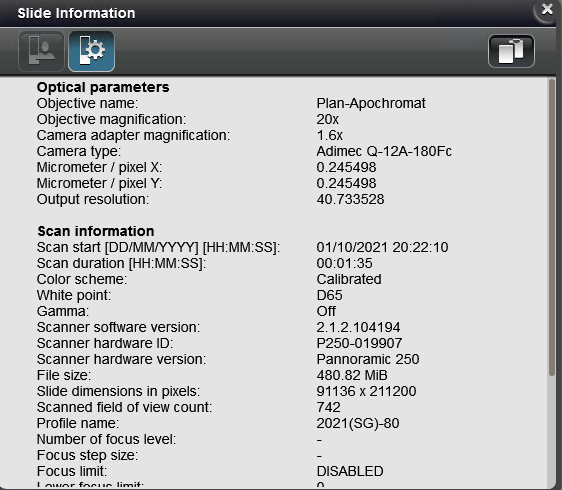 Slide Information
Optical parameters
Objective name: Plan-Apochromat
Objective magnification: 20x
Camera adapter magnification: 1.6x
Camera type: Adimec Q-12A-180Fc
Micrometer / pixel X: 0.245498
Micrometer / pixel Y: 0.245498
Output resolution: 40.733528
Scan information
Scan start [DD/MM/YYYY] [HH:MM:SS]: 01/10/2021 20:22:10
Scan duration [HH:MM:SS]: 00:01:35
Color scheme: Calibrated
White point: D65
Gamma: Off
Scanner software version: 2.1.2.104194
Scanner hardware ID: P250-019907
Scanner hardware version: Pannoramic 250
File size: 480.82 MiB
Slide dimensions in pixels: 91136 x 211200
Scanned field of view count: 742
Profile name: 2021(SG)-80
Number of focus level: -
Focus step size: -
Focus limit: DISABLED
Lower focus limit: 0